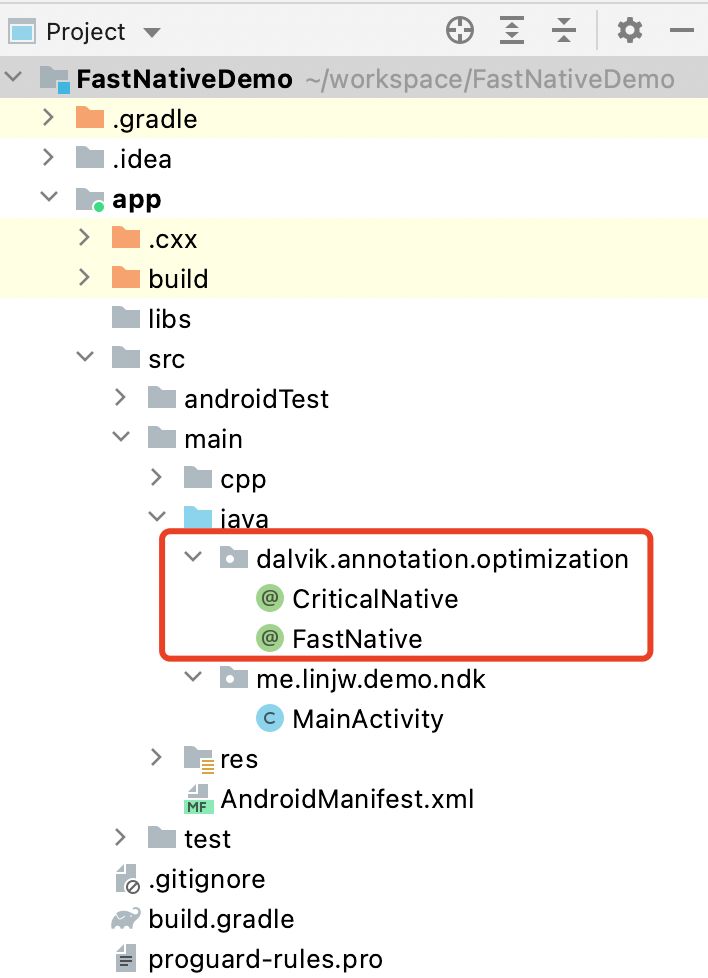 Project
FastNativeDemo ~/workspace/FastNativeDemo
.gradle
.idea
app
.cxx
build
libs
src
androidTest
main
cpp
java
dalvik.annotation.optimization
@ CriticalNative
@ FastNative
me.linjw.demo.ndk
C MainActivity
res
MF AndroidManifest.xml
test
.gitignore
build.gradle
proguard-rules.pro